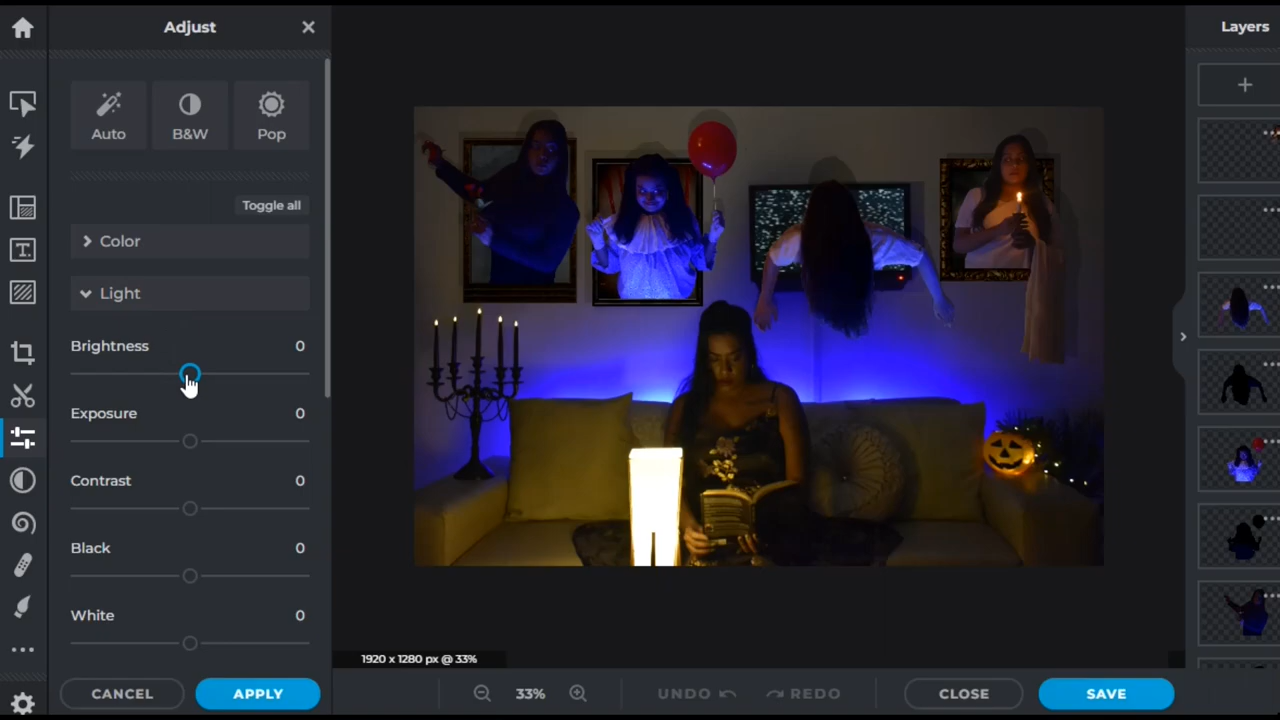 Adjust
Layers
Auto
B&W
Pop
Toggle all
Color
Light
Brightness 0
Exposure 0
Contrast 0
Black 0
White 0
1920 x 1280 px @ 33%
CANCEL
APPLY
33%
UNDO
REDO
CLOSE
SAVE